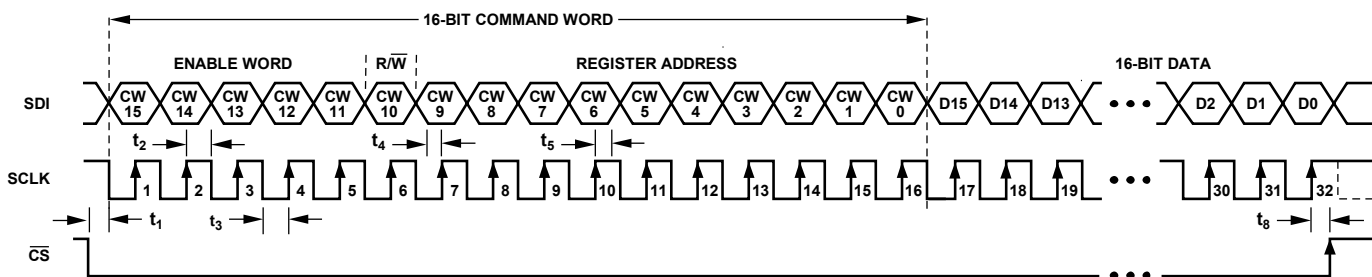 16-BIT COMMAND WORD
ENABLE WORD R/W REGISTER ADDRESS 16-BIT DATA
SDI CW 15 CW 14 CW 13 CW 12 CW 11 CW 10 CW 9 CW 8 CW 7 CW 6 CW 5 CW 4 CW 3 CW 2 CW 1 CW 0 D15 D14 D13 ••• D2 D1 D0
t2 t4 t5
SCLK 1 2 3 4 5 6 7 8 9 10 11 12 13 14 15 16 17 18 19 ••• 30 31 32
t1 t3 t8
CS •••